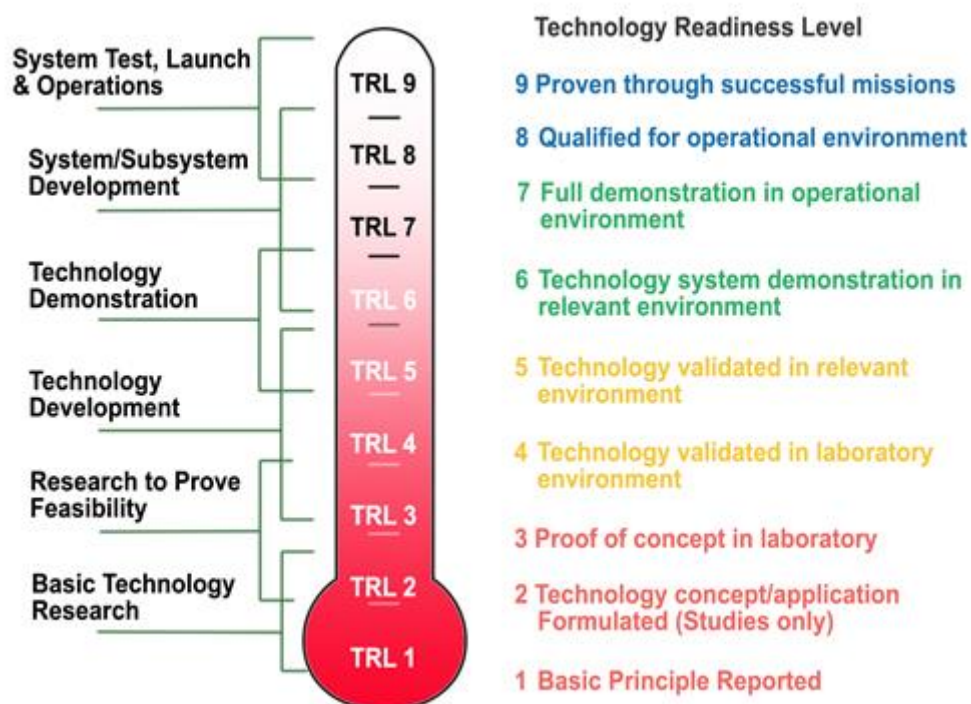 System Test, Launch
& Operations
System/Subsystem
Development
Technology
Demonstration
Technology
Development
Research to Prove
Feasibility
Basic Technology
Research
TRL 9
TRL 8
TRL 7
TRL 6
TRL 5
TRL 4
TRL 3
TRL 2
TRL 1
Technology Readiness Level
9 Proven through successful missions
8 Qualified for operational environment
7 Full demonstration in operational
environment
6 Technology system demonstration in
relevant environment
5 Technology validated in relevant
environment
4 Technology validated in laboratory
environment
3 Proof of concept in laboratory
2 Technology concept/application
Formulated (Studies only)
1 Basic Principle Reported